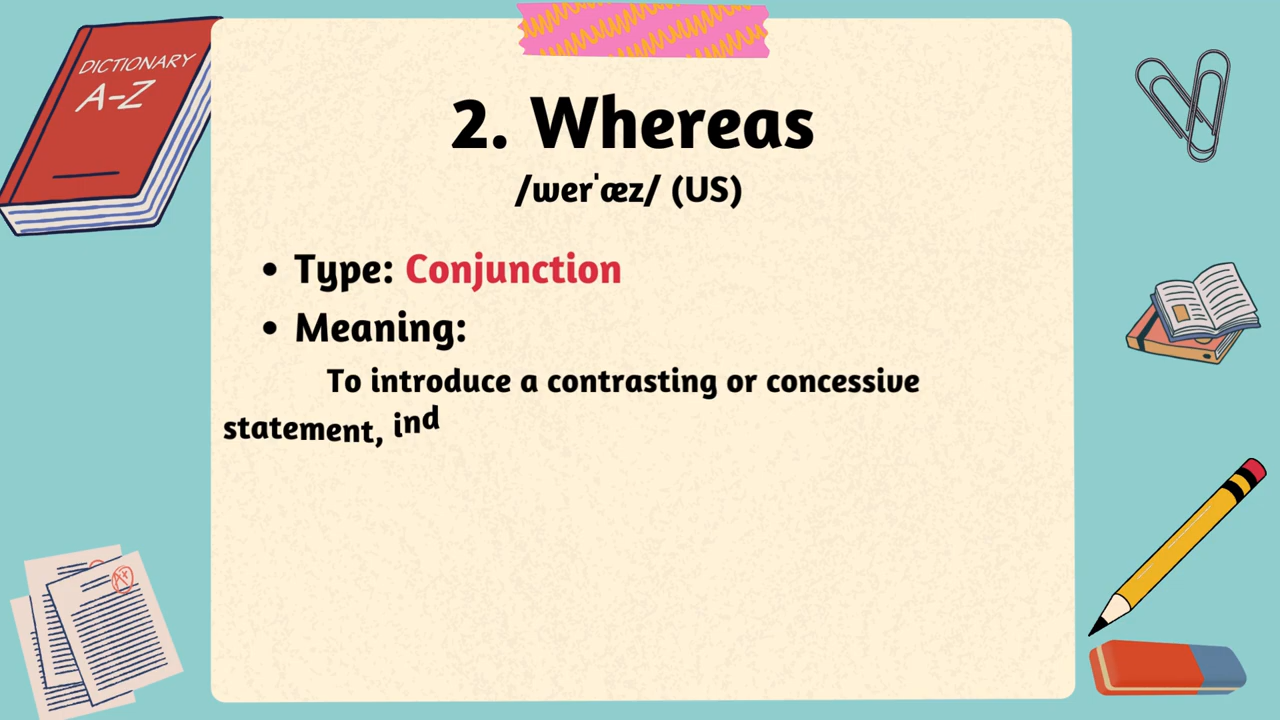 DICTIONARY
A-Z
2. Whereas
/werˈæz/ (US)
• Type: Conjunction
• Meaning:
To introduce a contrasting or concessive
statement, ind
A+